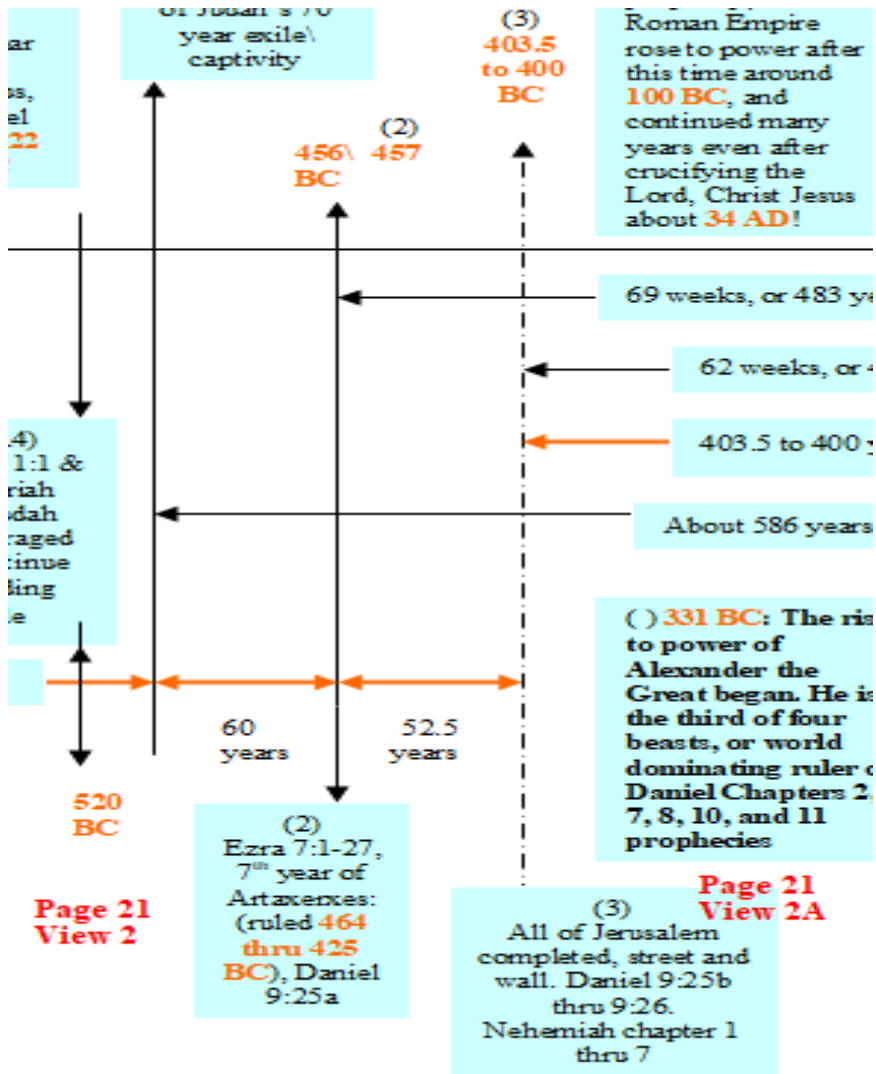 of Judah's 70
year exile\
captivity
ar
ss,
el
22
(3)
403.5
to 400
BC
(2)
456\ 457
BC
Roman Empire
rose to power after
this time around
100 BC, and
continued many
years even after
crucifying the
Lord, Christ Jesus
about 34 AD!
69 weeks, or 483 ye
62 weeks, or 4
403.5 to 400 y
About 586 years
.4)
1:1 &
riah
dah
raged
tinue
ding
e
( ) 331 BC: The ris
to power of
Alexander the
Great began. He is
the third of four
beasts, or world
dominating ruler o
Daniel Chapters 2,
7, 8, 10, and 11
prophecies
60
years
52.5
years
520
BC
Page 21
View 2
(2)
Ezra 7:1-27,
7th year of
Artaxerxes:
(ruled 464
thru 425
BC), Daniel
9:25a
Page 21
View 2A
(3)
All of Jerusalem
completed, street and
wall. Daniel 9:25b
thru 9:26.
Nehemiah chapter 1
thru 7